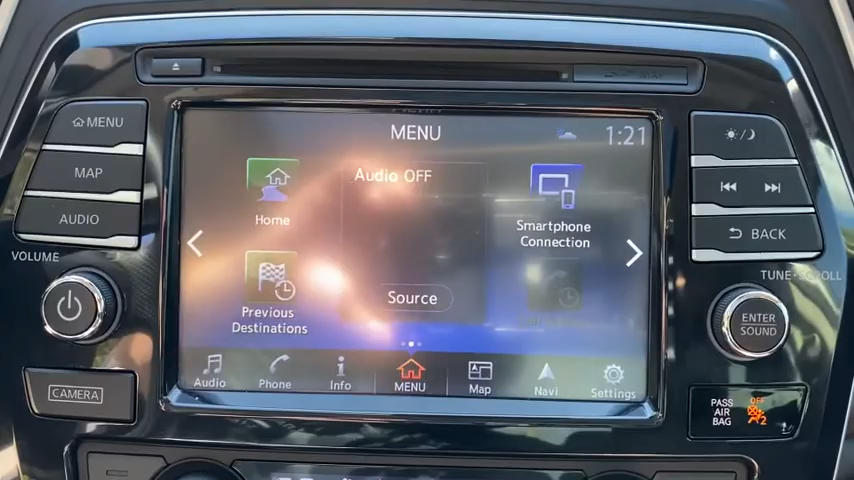 MENU
MAP
AUDIO
VOLUME
CAMERA
MENU
1:21
Home
Audio OFF
Smartphone
Connection
Previous
Destinations
Source
Audio
Phone
Info
MENU
Map
Navi
Settings
BACK
TUNE·SCROLL
ENTER
SOUND
PASS
AIR
BAG
OFF
2